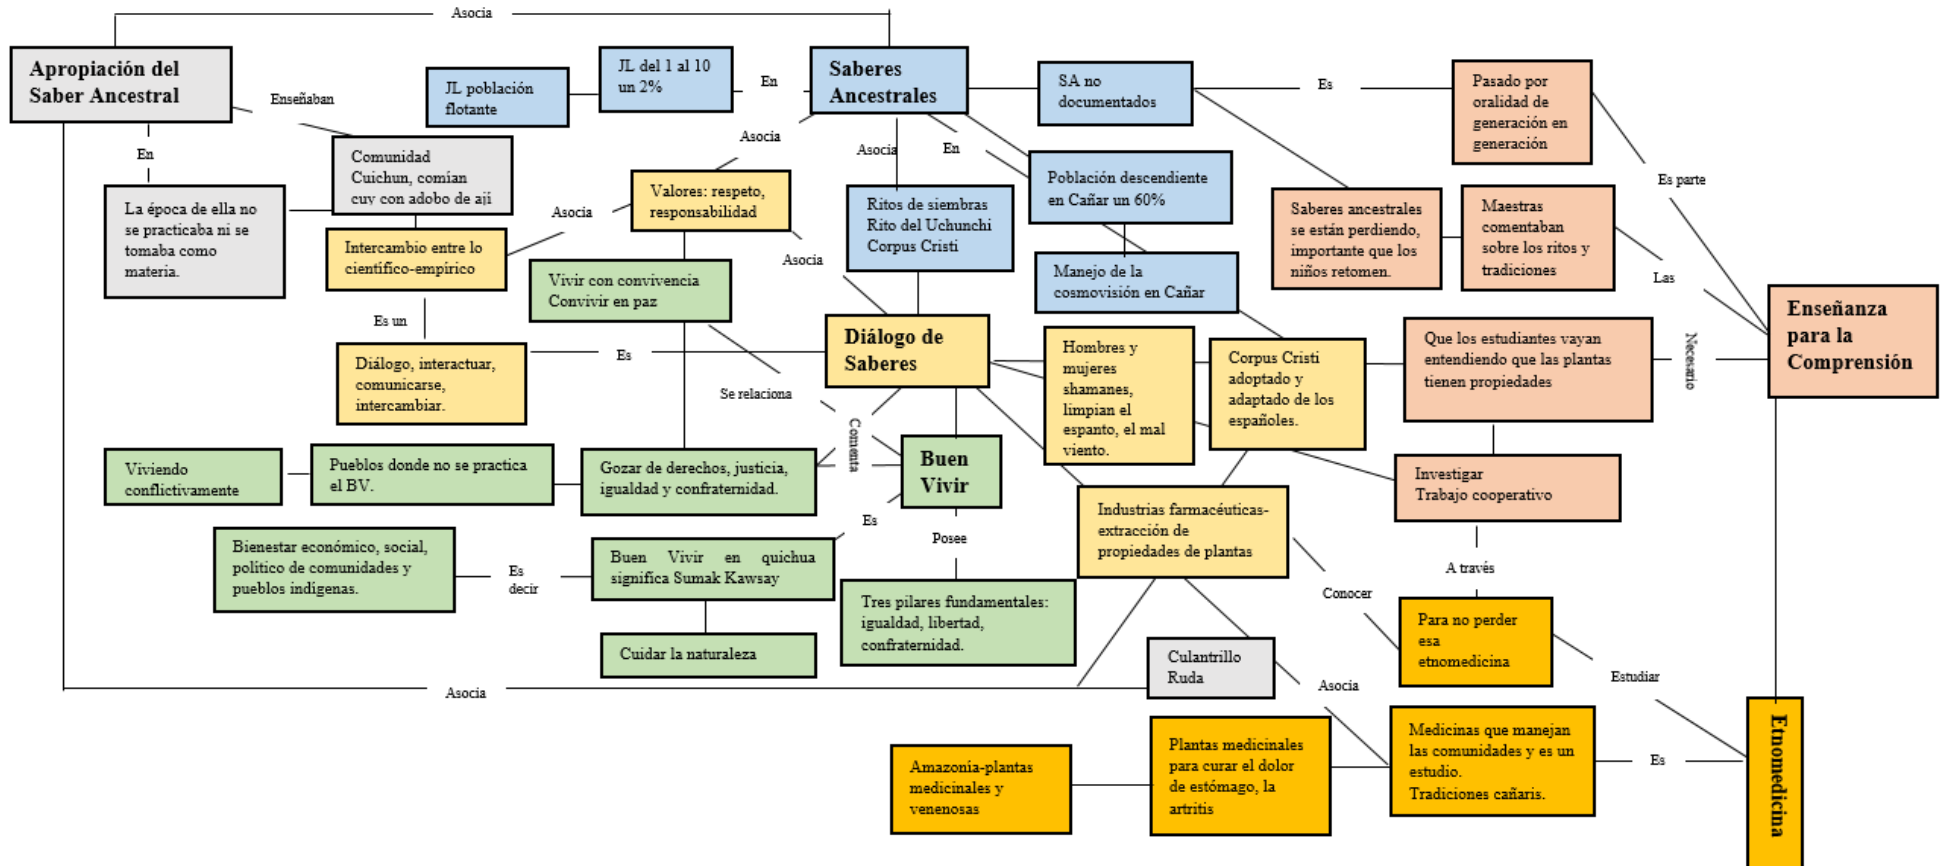 Asocia
Apropiación del
Saber Ancestral
Enseñaban
JL población
flotante
JL del 1 al 10
un 2%
En
Saberes
Ancestrales
SA no
documentados
Es
Pasado por
oralidad de
generación en
generación
En
Comunidad
Cuichun, comían
cuy con adobo de ají
Asocia
Asocia
En
Población descendiente
en Cañar un 60%
Es parte
La época de ella no
se practicaba ni se
tomaba como
materia.
Asocia
Valores: respeto,
responsabilidad
Ritos de siembras
Rito del Uchunchi
Corpus Cristi
Saberes ancestrales
se están perdiendo,
importante que los
niños retomen.
Maestras
comentaban
sobre los ritos y
tradiciones
Intercambio entre lo
científico-empírico
Asocia
Vivir con convivencia
Convivir en paz
Manejo de la
cosmovisión en Cañar
Las
Es un
Diálogo de
Saberes
Enseñanza
para la
Comprensión
Diálogo, interactuar,
comunicarse,
intercambiar.
Es
Hombres y
mujeres
shamanes,
limpian el
espanto, el mal
viento.
Corpus Cristi
adoptado y
adaptado de los
españoles.
Que los estudiantes vayan
entendiendo que las plantas
tienen propiedades
Necesario
Se relaciona
Comenta
Viviendo
conflictivamente
Pueblos donde no se practica
el BV.
Gozar de derechos, justicia,
igualdad y confraternidad.
Buen
Vivir
Investigar
Trabajo cooperativo
Industrias farmacéuticas-
extracción de
propiedades de plantas
Es
Posee
Bienestar económico, social,
político de comunidades y
pueblos indígenas.
Es
decir
Buen Vivir en quichua
significa Sumak Kawsay
A través
Tres pilares fundamentales:
igualdad, libertad,
confraternidad.
Conocer
Para no perder
esa
etnomedicina
Cuidar la naturaleza
Culantrillo
Ruda
Asocia
Asocia
Estudiar
Amazonía-plantas
medicinales y
venenosas
Plantas medicinales
para curar el dolor
de estómago, la
artritis
Medicinas que manejan
las comunidades y es un
estudio.
Tradiciones cañaris.
Es
Etnomedicina